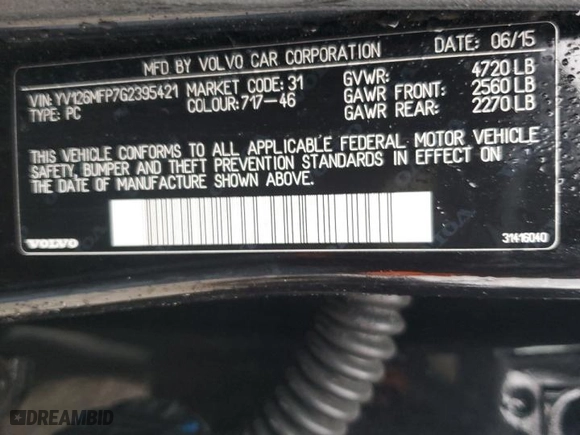 MFD BY VOLVO CAR CORPORATION DATE: 06/15
VIN: YV126MFP7G2395421 MARKET CODE: 31 GVWR: 4720 LB
TYPE: PC COLOUR: 717-46 GAWR FRONT: 2560 LB
GAWR REAR: 2270 LB
THIS VEHICLE CONFORMS TO ALL APPLICABLE FEDERAL MOTOR VEHICLE
SAFETY, BUMPER AND THEFT PREVENTION STANDARDS IN EFFECT ON
THE DATE OF MANUFACTURE SHOWN ABOVE.
VOLVO 31416040
DREAMBID